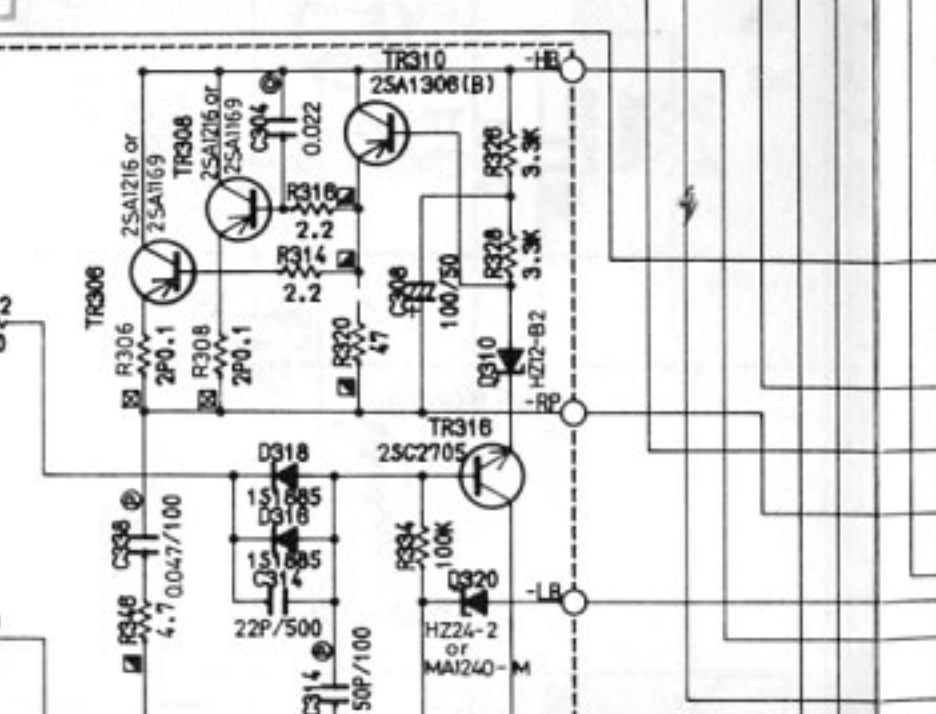 TR310
2SA1306(B)
-HB
2SA1216 or
2SA1169
TR308
2SA1216 or
2SA1169
C304
0.022
R326
3.3K
R316
2.2
R314
2.2
R328
3.3K
TR306
C308
100/50
R306
2P0.1
R308
2P0.1
R320
47
D310
HZ12-B2
-RP
TR316
2SC2705
D318
1S1885
D316
1S1885
C314
22P/500
P
C338
0.047/100
R334
100K
D320
-LB
R346
4.7
HZ24-2
or
MA1240-M
P
C314
50P/100